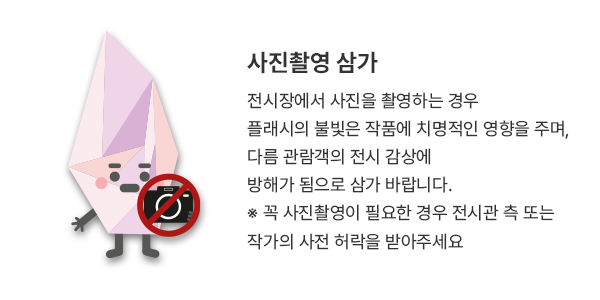 사진촬영 삼가
전시장에서 사진을 촬영하는 경우
플래시의 불빛은 작품에 치명적인 영향을 주며,
다름 관람객의 전시 감상에
방해가 됨으로 삼가 바랍니다.
※ 꼭 사진촬영이 필요한 경우 전시관 측 또는
작가의 사전 허락을 받아주세요